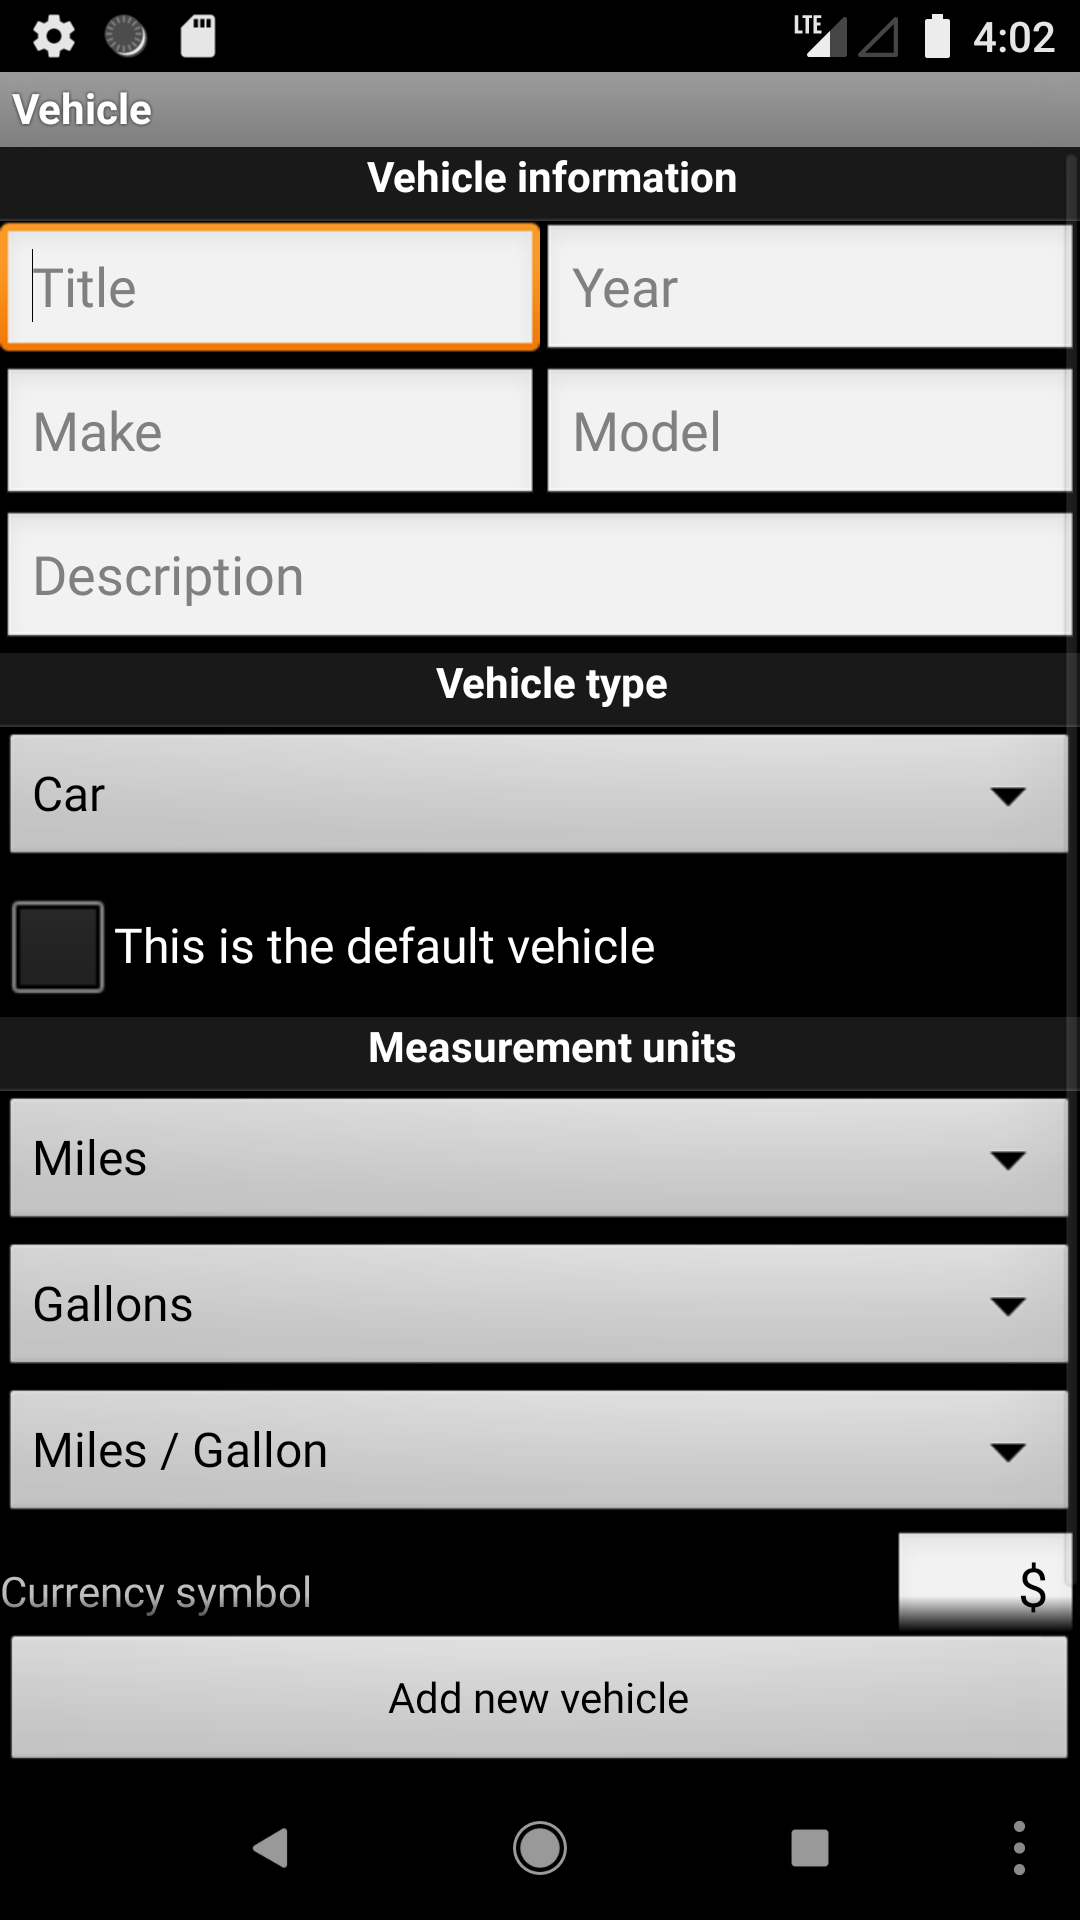 LTE 4:02
Vehicle
Vehicle information
Title Year
Make Model
Description
Vehicle type
Car
This is the default vehicle
Measurement units
Miles
Gallons
Miles / Gallon
Currency symbol $
Add new vehicle